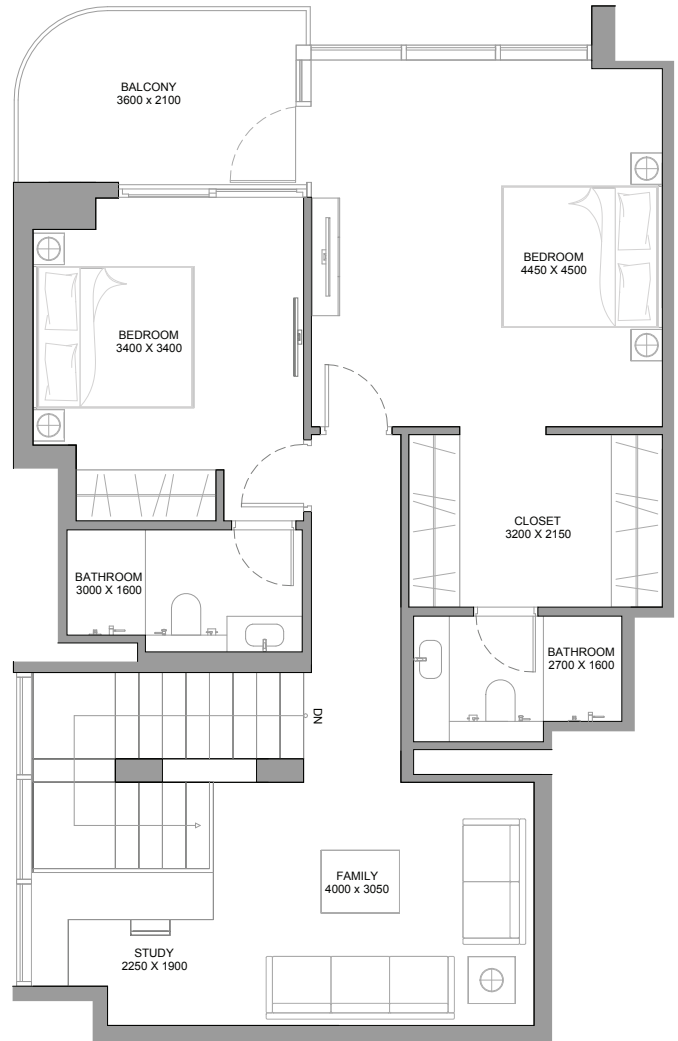 BALCONY
3600 x 2100
BEDROOM
4450 X 4500
BEDROOM
3400 X 3400
CLOSET
3200 X 2150
BATHROOM
3000 X 1600
BATHROOM
2700 X 1600
DN
FAMILY
4000 x 3050
STUDY
2250 X 1900